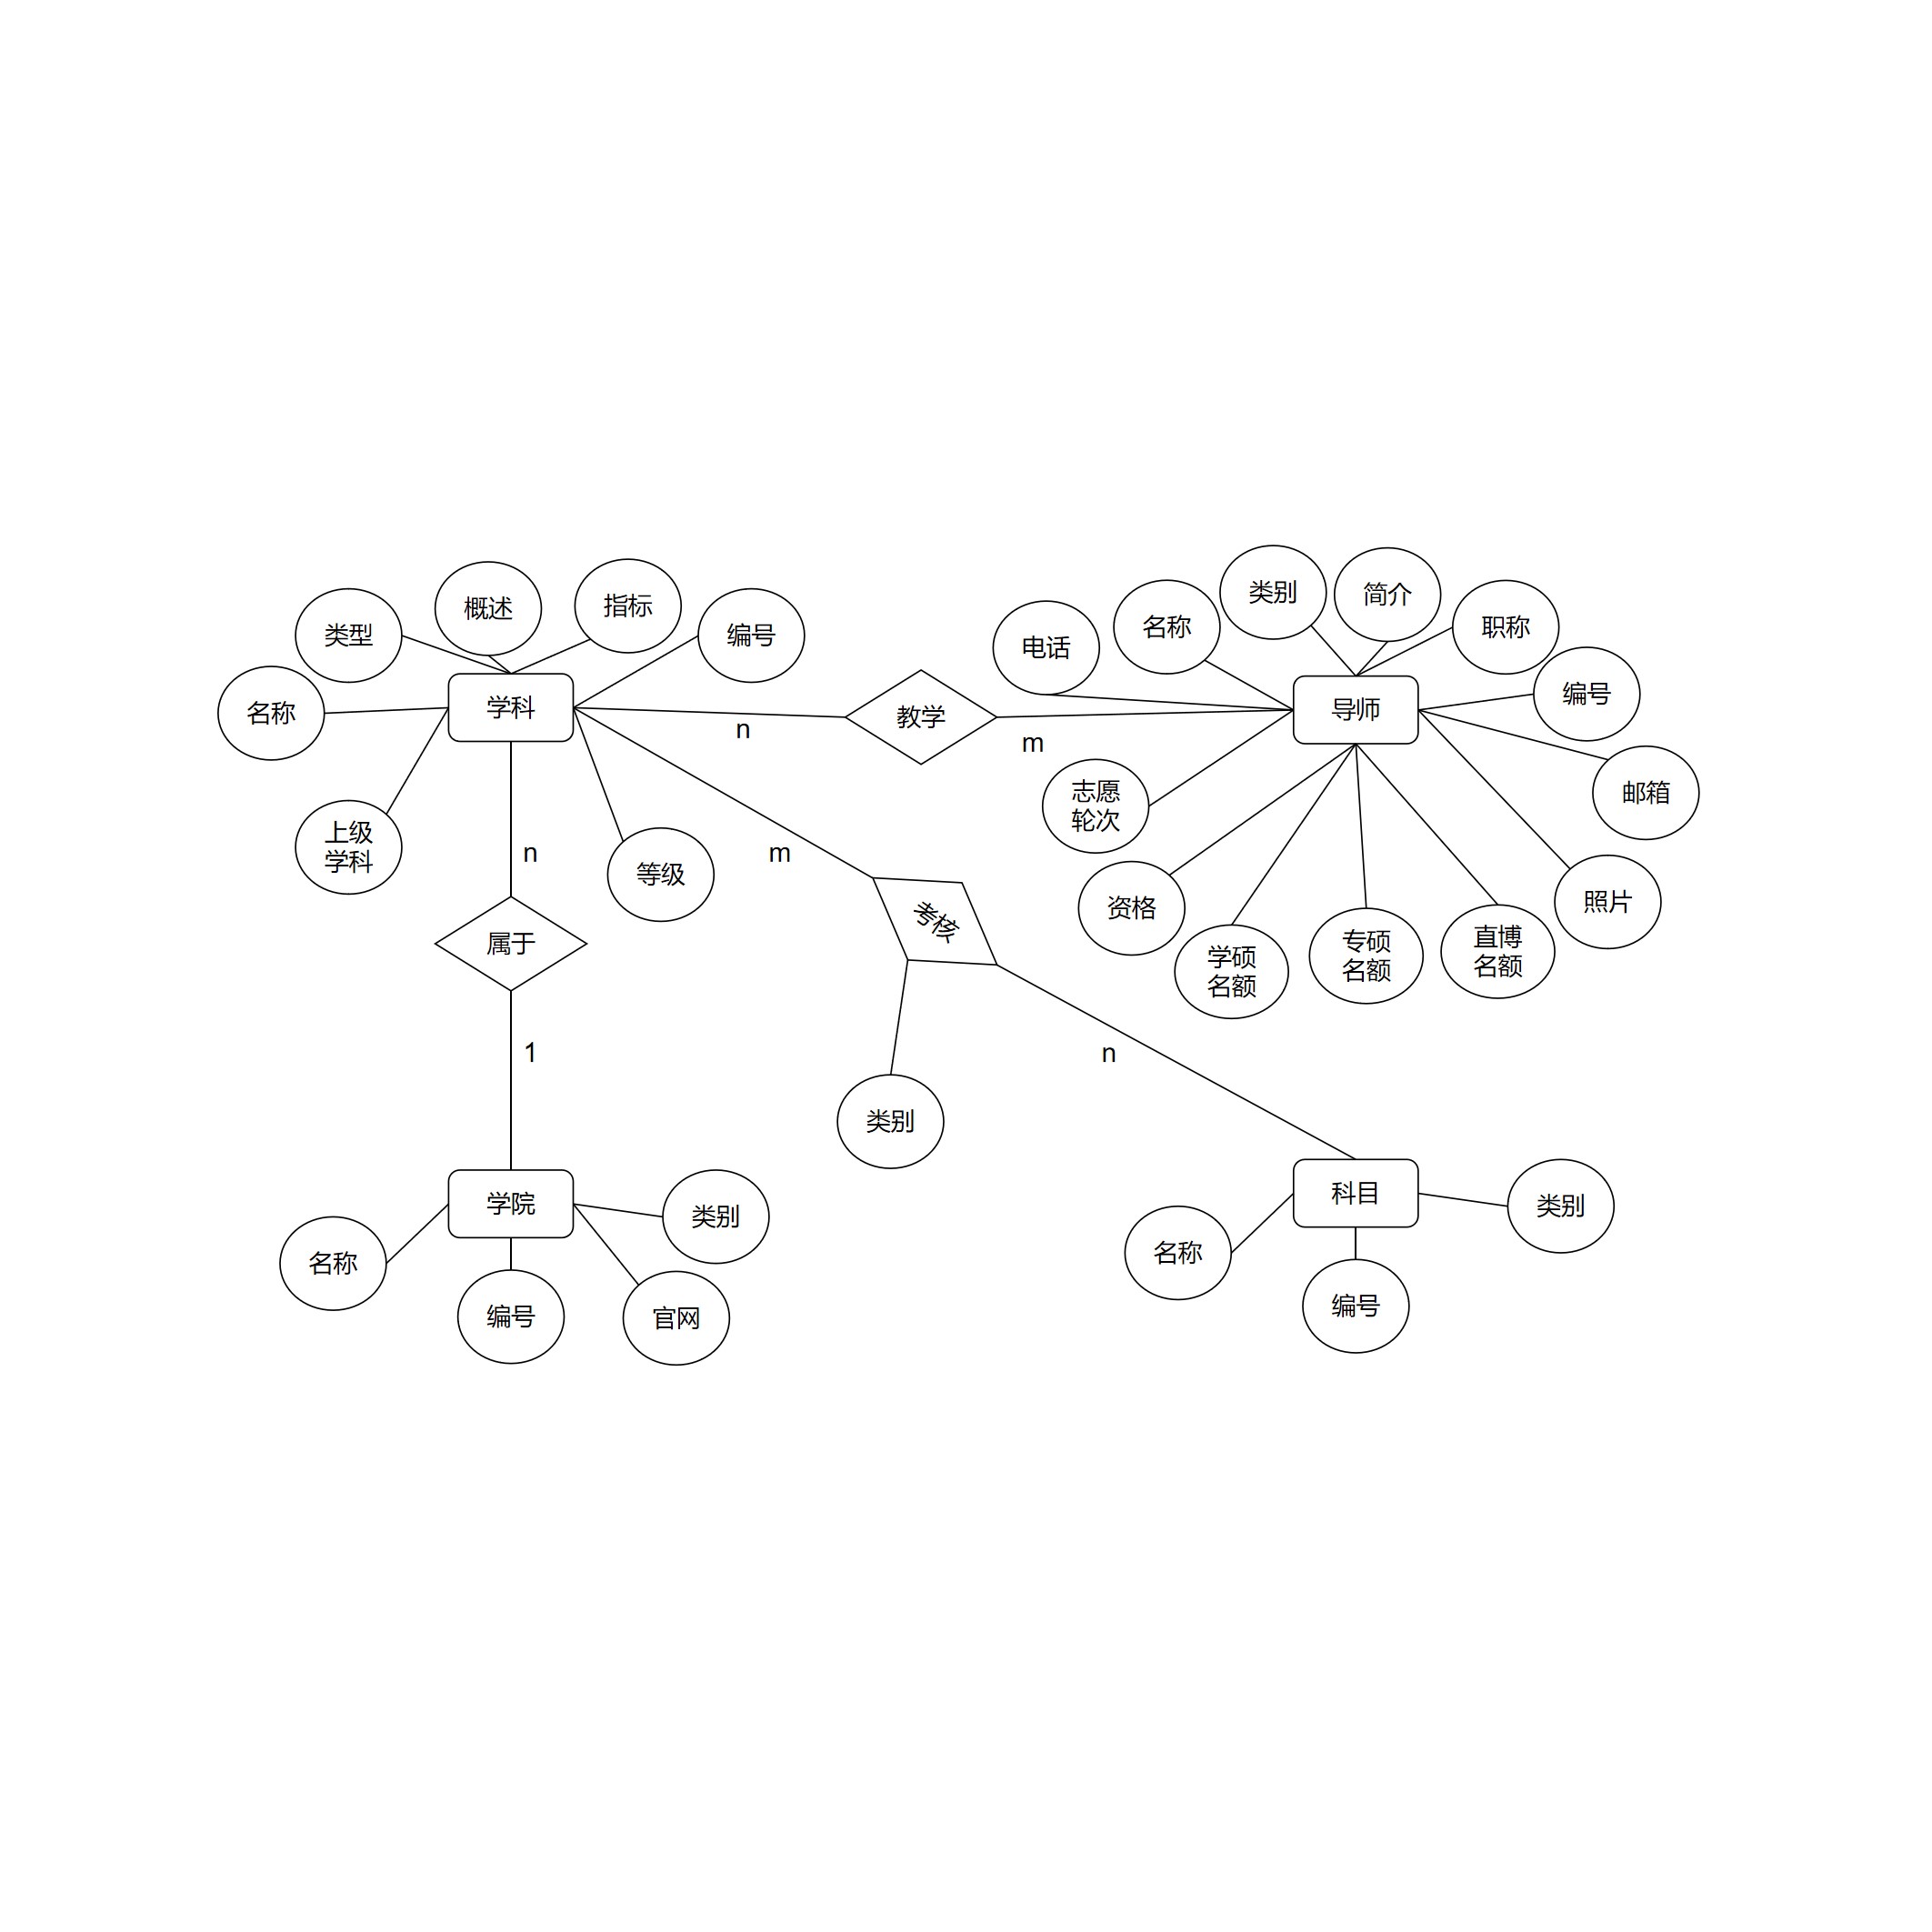 类别
简介
概述
指标
名称
职称
类型
编号
电话
编号
学科
导师
名称
教学
n
m
邮箱
志愿
轮次
上级
学科
n
m
等级
照片
资格
考核
属于
直博
名额
专硕
名额
学硕
名额
1
n
类别
科目
学院
类别
类别
名称
名称
编号
编号
官网